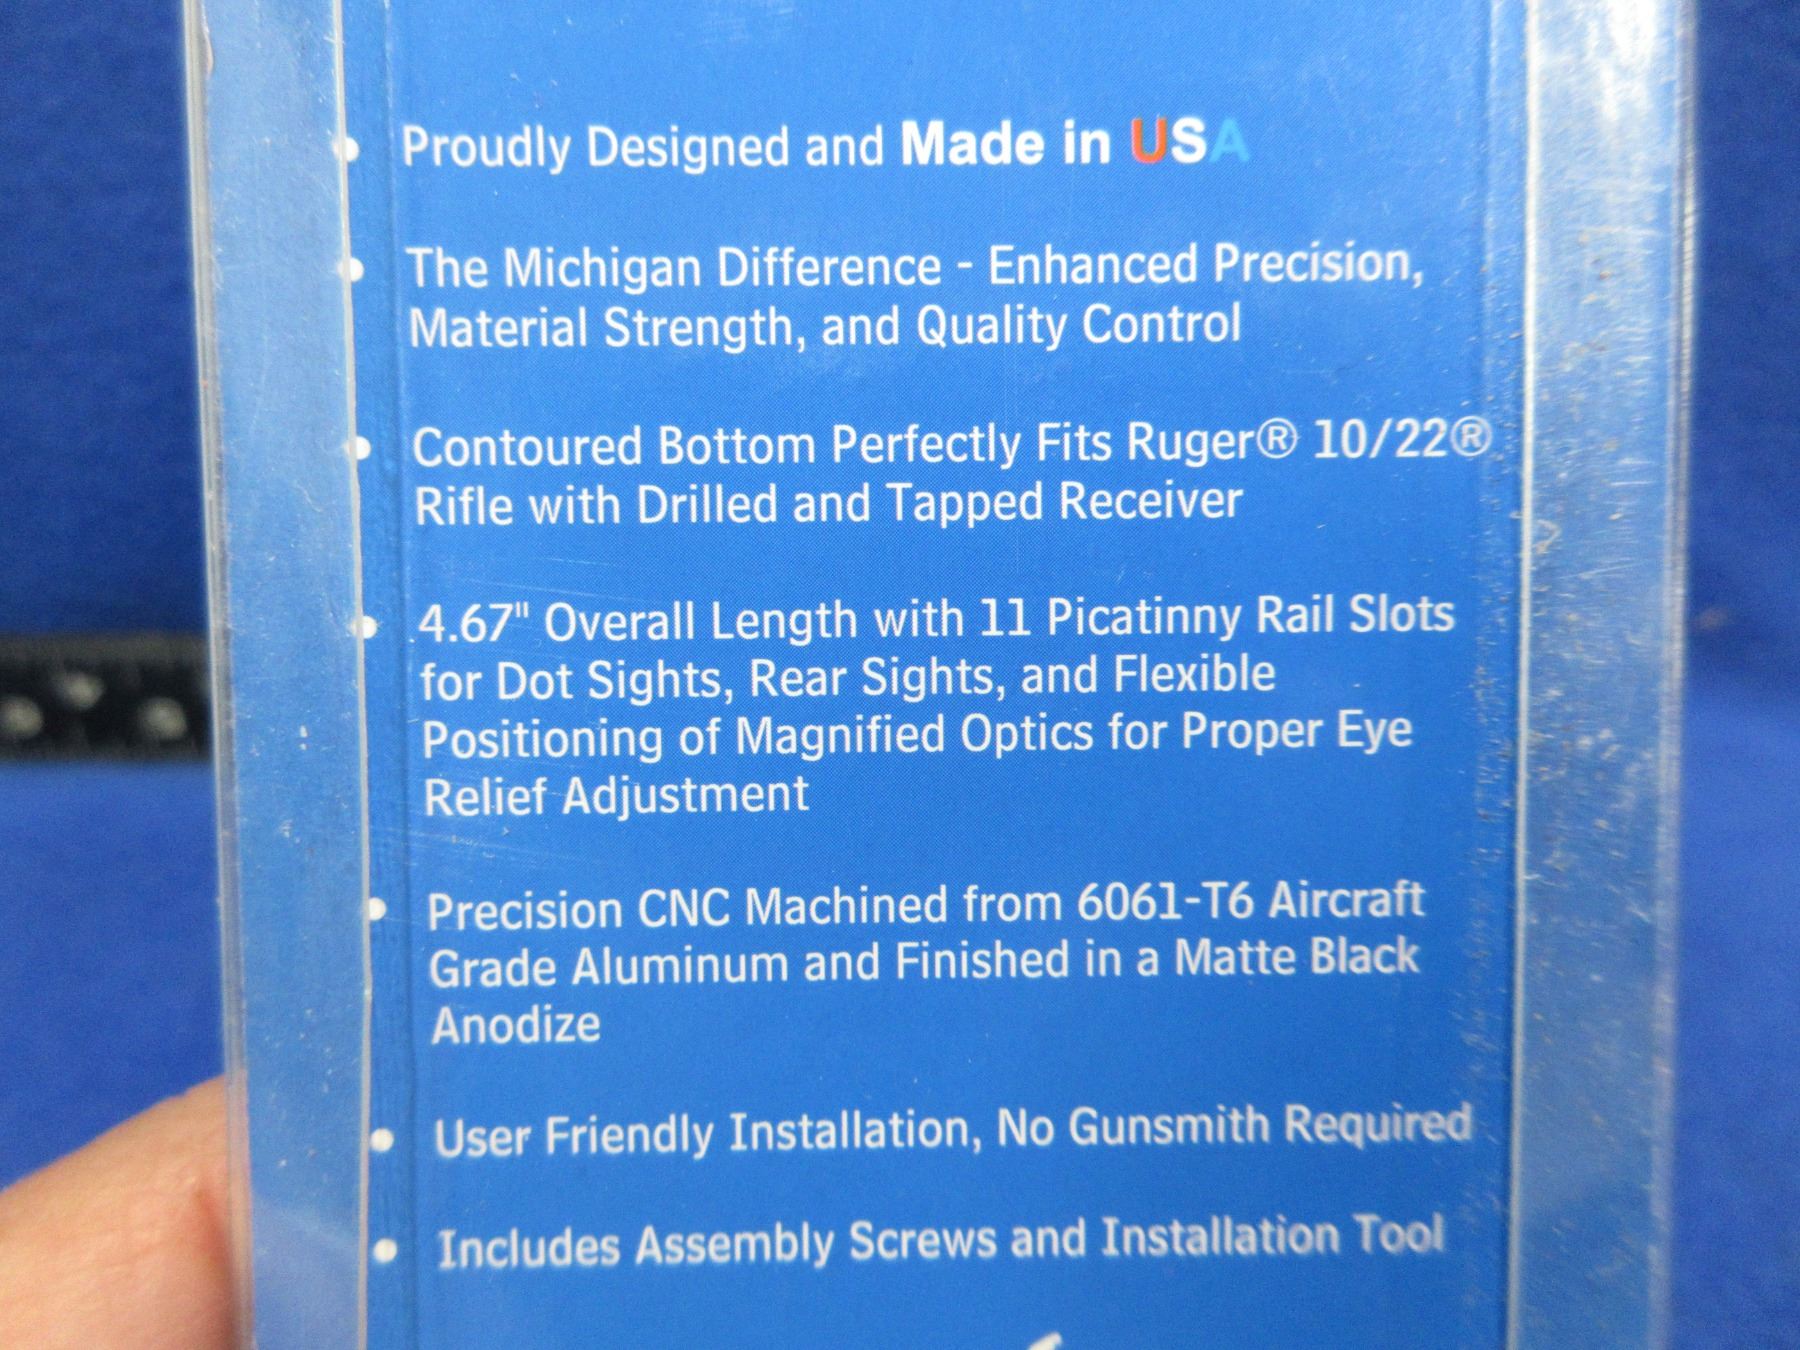 • Proudly Designed and Made in USA
• The Michigan Difference - Enhanced Precision,
Material Strength, and Quality Control
• Contoured Bottom Perfectly Fits Ruger® 10/22®
Rifle with Drilled and Tapped Receiver
• 4.67" Overall Length with 11 Picatinny Rail Slots
for Dot Sights, Rear Sights, and Flexible
Positioning of Magnified Optics for Proper Eye
Relief Adjustment
• Precision CNC Machined from 6061-T6 Aircraft
Grade Aluminum and Finished in a Matte Black
Anodize
• User Friendly Installation, No Gunsmith Required
• Includes Assembly Screws and Installation Tool